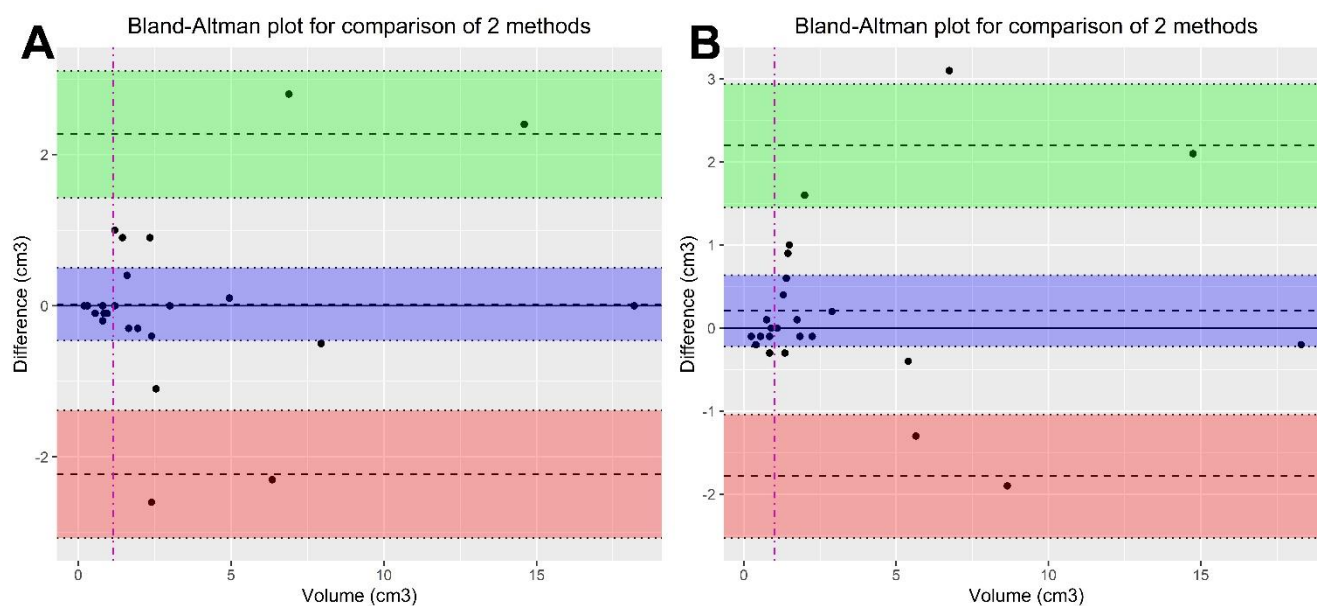 A
Bland-Altman plot for comparison of 2 methods
2
0
-2
Difference (cm3)
0
5
10
15
Volume (cm3)
B
Bland-Altman plot for comparison of 2 methods
3
2
1
0
-1
-2
Difference (cm3)
0
5
10
15
Volume (cm3)